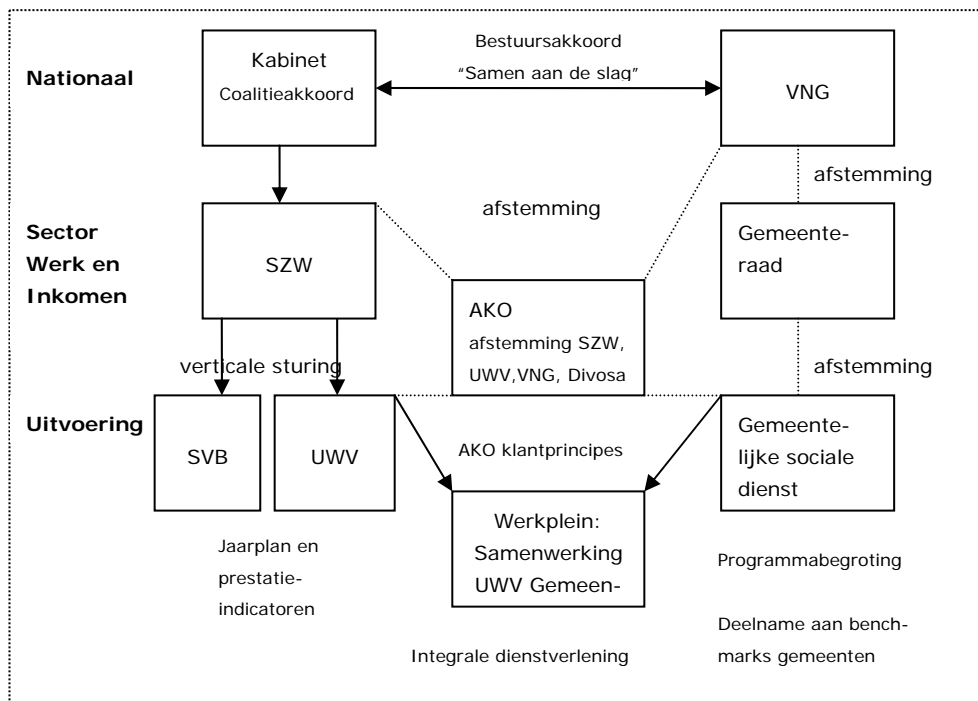 Nationaal
Kabinet
Coalitieakkoord
Bestuursakkoord
"Samen aan de slag"
VNG
afstemming
Sector
Werk en
Inkomen
SZW
afstemming
Gemeente-
raad
AKO
afstemming SZW,
UWV,VNG, Divosa
verticale sturing
afstemming
Uitvoering
SVB
UWV
AKO klantprincipes
Gemeente-
lijke sociale
dienst
Werkplein:
Samenwerking
UWV Gemeen-
Jaarplan en
prestatie-
indicatoren
Programmabegroting
Integrale dienstverlening
Deelname aan bench-
marks gemeenten